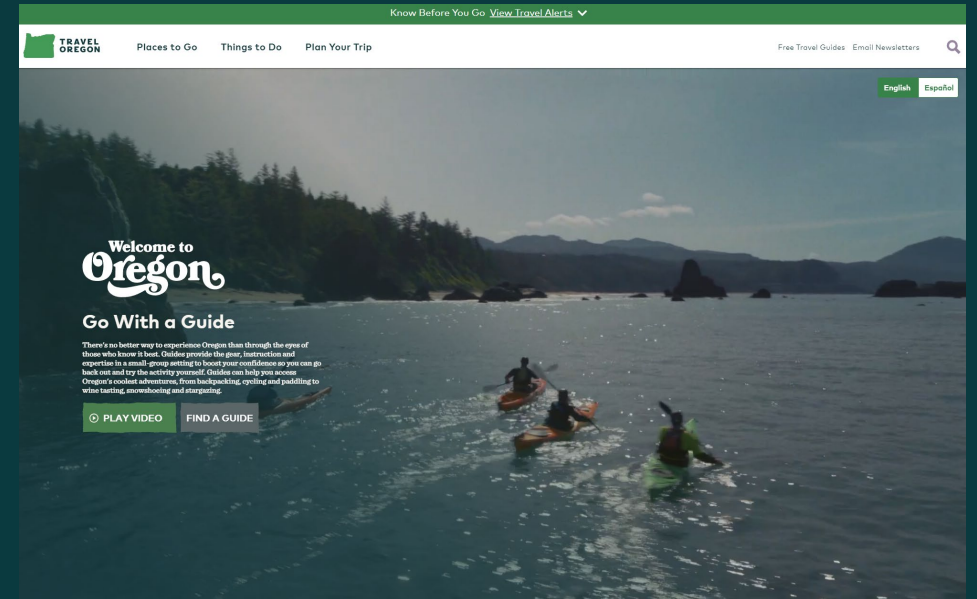 Know Before You Go View Travel Alerts
TRAVEL
OREGON
Places to Go
Things to Do
Plan Your Trip
Free Travel Guides
Email Newsletters
English
Español
Welcome to
Oregon
Go With a Guide
There's no better way to experience Oregon than through the eyes of
those who know it best. Guides provide the gear, instruction and
expertise in a small-group setting to boost your confidence so you can go
back out and try the activity yourself. Guides can help you access
Oregon's coolest adventures, from backpacking, cycling and paddling to
wine tasting, snowshoeing and stargazing.
PLAY VIDEO
FIND A GUIDE